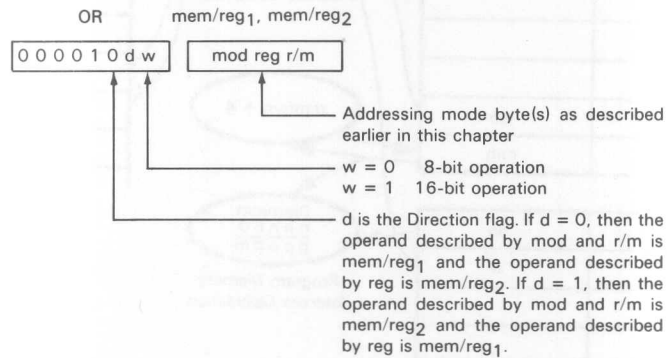 OR mem/reg1, mem/reg2
0 0 0 0 1 0 d w mod reg r/m
Addressing mode byte(s) as described
earlier in this chapter
w = 0 8-bit operation
w = 1 16-bit operation
d is the Direction flag. If d = 0, then the
operand described by mod and r/m is
mem/reg1 and the operand described
by reg is mem/reg2. If d = 1, then the
operand described by mod and r/m is
mem/reg2 and the operand described
by reg is mem/reg1.